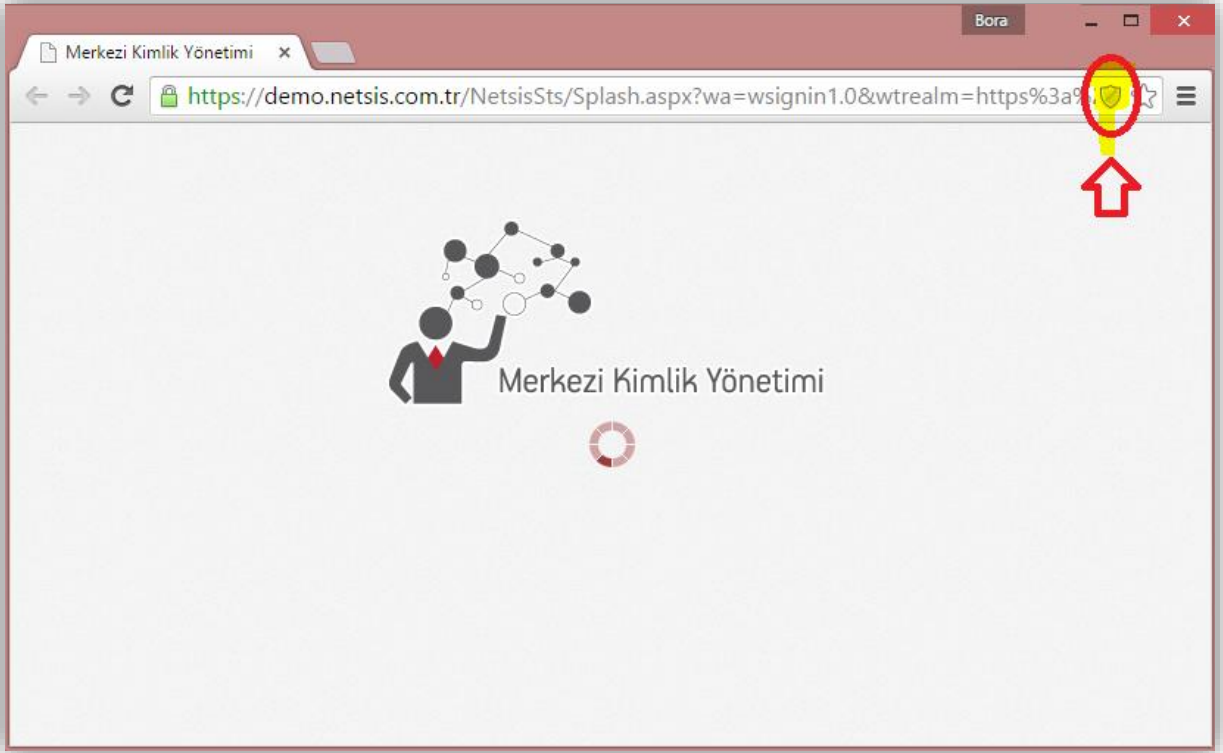 Bora
Merkezi Kimlik Yönetimi
https://demo.netsis.com.tr/NetsisSts/Splash.aspx?wa=wsignin1.0&wtrealm=https%3a%
Merkezi Kimlik Yönetimi